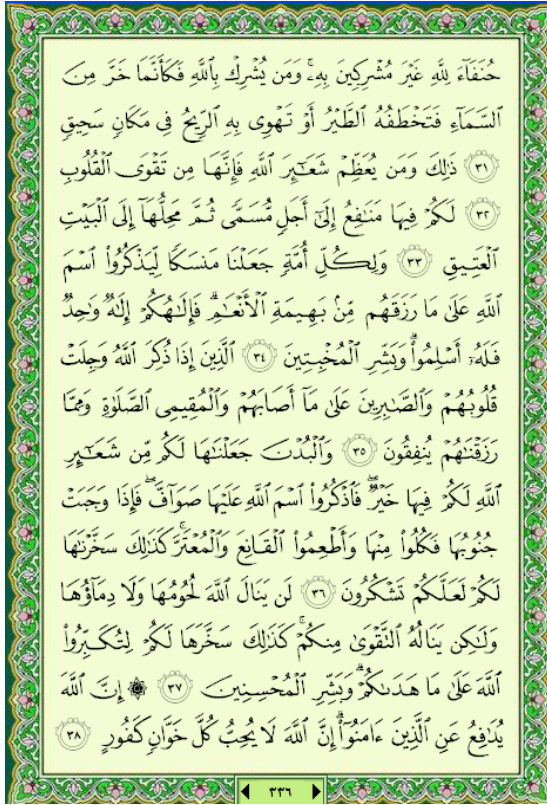 حُنَفَآءَ لِلَّهِ غَيْرَ مُشْرِكِينَ بِهِۦۚ وَمَن يُشْرِكْ بِٱللَّهِ فَكَأَنَّمَا خَرَّ مِنَ
ٱلسَّمَآءِ فَتَخْطَفُهُ ٱلطَّيْرُ أَوْ تَهْوِى بِهِ ٱلرِّيحُ فِى مَكَانٍ سَحِيقٍ
٣١ ذَٰلِكَ وَمَن يُعَظِّمْ شَعَٰٓئِرَ ٱللَّهِ فَإِنَّهَا مِن تَقْوَى ٱلْقُلُوبِ
٣٢ لَكُمْ فِيهَا مَنَٰفِعُ إِلَىٰٓ أَجَلٍ مُّسَمًّى ثُمَّ مَحِلُّهَآ إِلَى ٱلْبَيْتِ
ٱلْعَتِيقِ ٣٣ وَلِكُلِّ أُمَّةٍ جَعَلْنَا مَنسَكًا لِّيَذْكُرُوا۟ ٱسْمَ
ٱللَّهِ عَلَىٰ مَا رَزَقَهُم مِّنۢ بَهِيمَةِ ٱلْأَنْعَٰمِۗ فَإِلَٰهُكُمْ إِلَٰهٌ وَٰحِدٌ
فَلَهُۥٓ أَسْلِمُوا۟ۗ وَبَشِّرِ ٱلْمُخْبِتِينَ ٣٤ ٱلَّذِينَ إِذَا ذُكِرَ ٱللَّهُ وَجِلَتْ
قُلُوبُهُمْ وَٱلصَّٰبِرِينَ عَلَىٰ مَآ أَصَابَهُمْ وَٱلْمُقِيمِى ٱلصَّلَوٰةِ وَمِمَّا
رَزَقْنَٰهُمْ يُنفِقُونَ ٣٥ وَٱلْبُدْنَ جَعَلْنَٰهَا لَكُم مِّن شَعَٰٓئِرِ
ٱللَّهِ لَكُمْ فِيهَا خَيْرٌۖ فَٱذْكُرُوا۟ ٱسْمَ ٱللَّهِ عَلَيْهَا صَوَآفَّۖ فَإِذَا وَجَبَتْ
جُنُوبُهَا فَكُلُوا۟ مِنْهَا وَأَطْعِمُوا۟ ٱلْقَانِعَ وَٱلْمُعْتَرَّۚ كَذَٰلِكَ سَخَّرْنَٰهَا
لَكُمْ لَعَلَّكُمْ تَشْكُرُونَ ٣٦ لَن يَنَالَ ٱللَّهَ لُحُومُهَا وَلَا دِمَآؤُهَا
وَلَٰكِن يَنَالُهُ ٱلتَّقْوَىٰ مِنكُمْۚ كَذَٰلِكَ سَخَّرَهَا لَكُمْ لِتُكَبِّرُوا۟
ٱللَّهَ عَلَىٰ مَا هَدَىٰكُمْۗ وَبَشِّرِ ٱلْمُحْسِنِينَ ٣٧ ۞ إِنَّ ٱللَّهَ
يُدَٰفِعُ عَنِ ٱلَّذِينَ ءَامَنُوٓا۟ۗ إِنَّ ٱللَّهَ لَا يُحِبُّ كُلَّ خَوَّانٍ كَفُورٍ ٣٨
٣٣٦